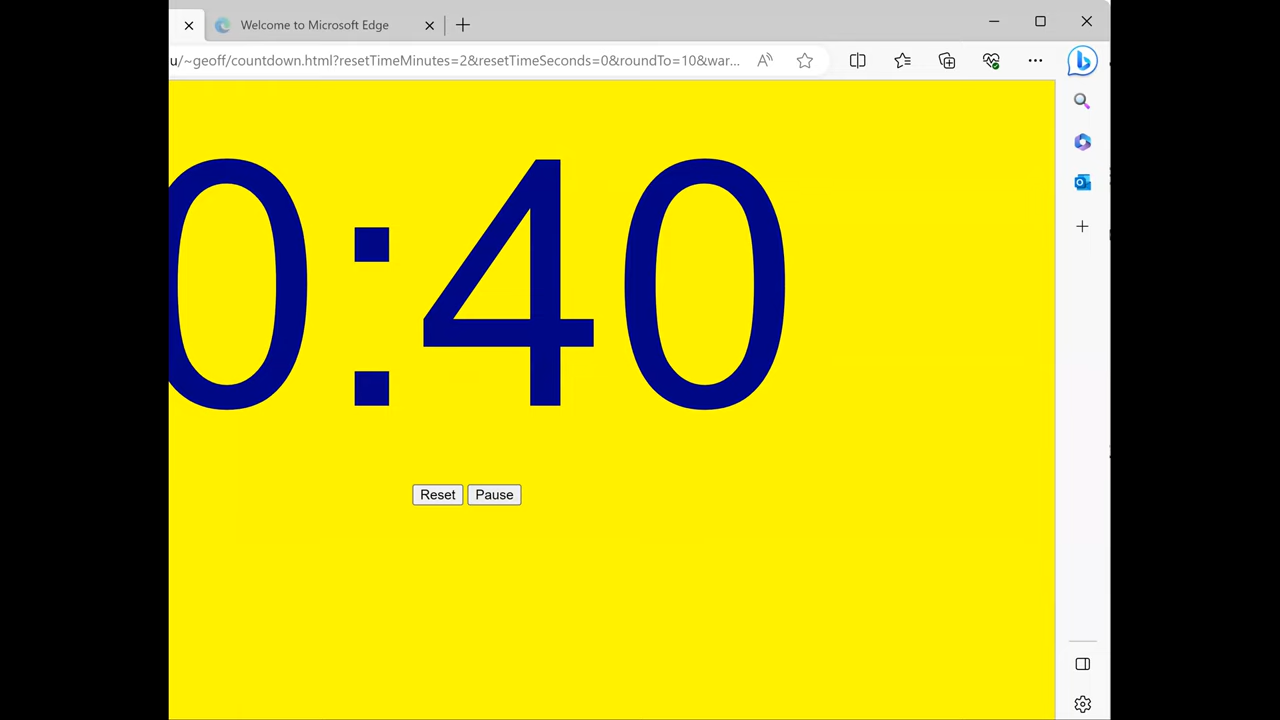 Welcome to Microsoft Edge
u/~geoff/countdown.html?resetTimeMinutes=2&resetTimeSeconds=0&roundTo=10&war...
0:40
Reset Pause